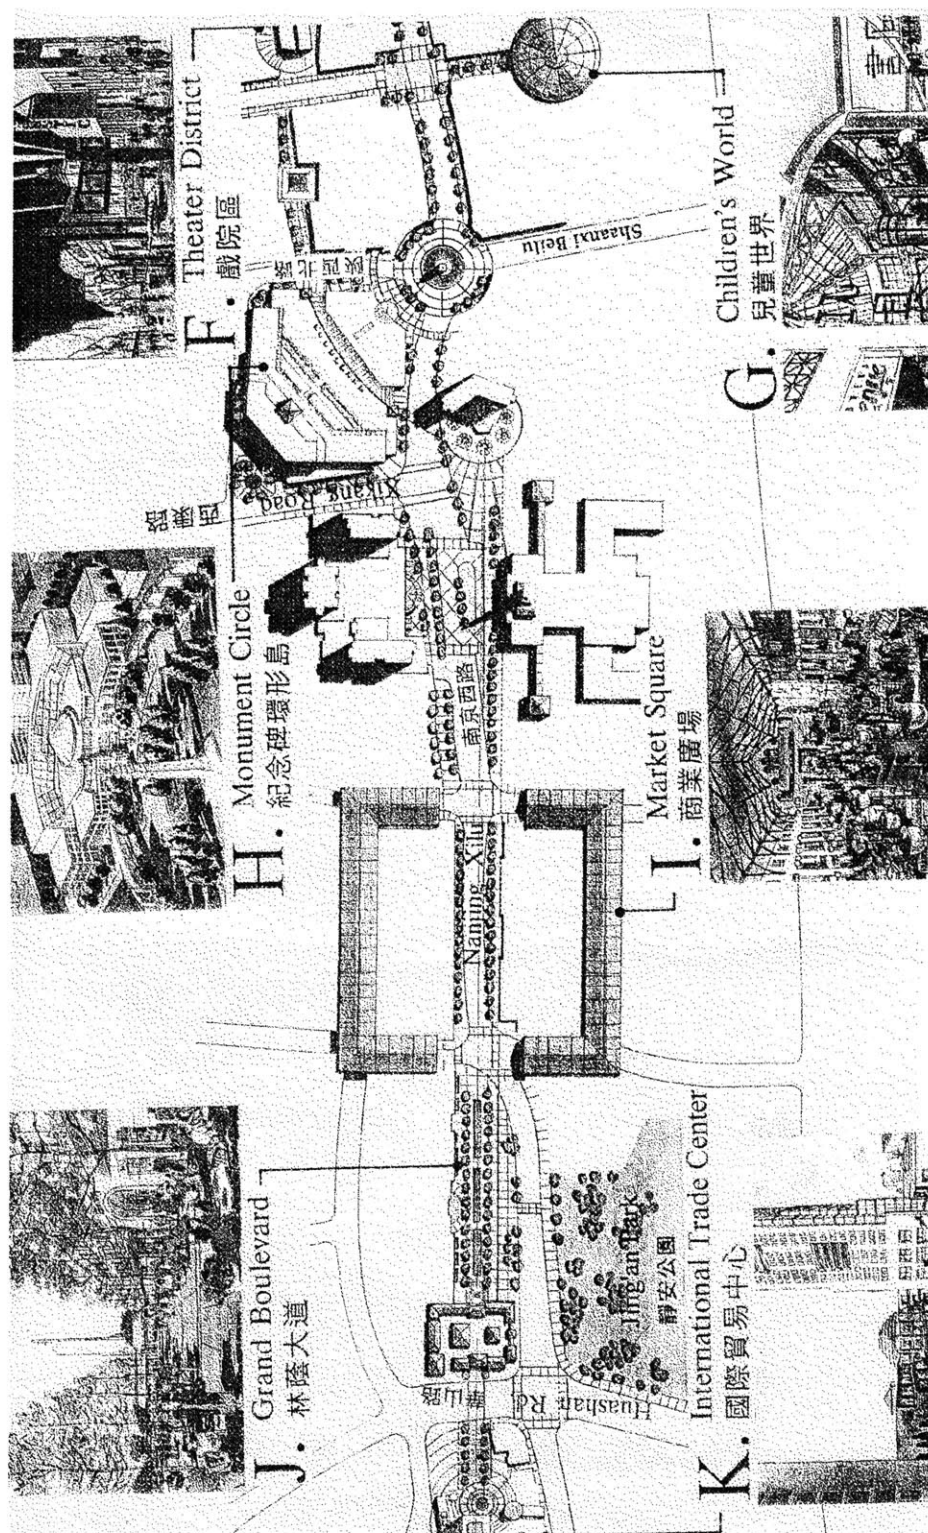 J. Grand Boulevard
林蔭大道
H. Monument Circle
紀念碑環形島
F. Theater District
戲院區
西康路
Xikang Road
Shaanxi Beilu
華山路
Huashan Rd
Nanjing Xilu
南京西路
Jing'an Park
靜安公園
K. International Trade Center
國際貿易中心
I. Market Square
商業廣場
G. Children's World
兒童世界